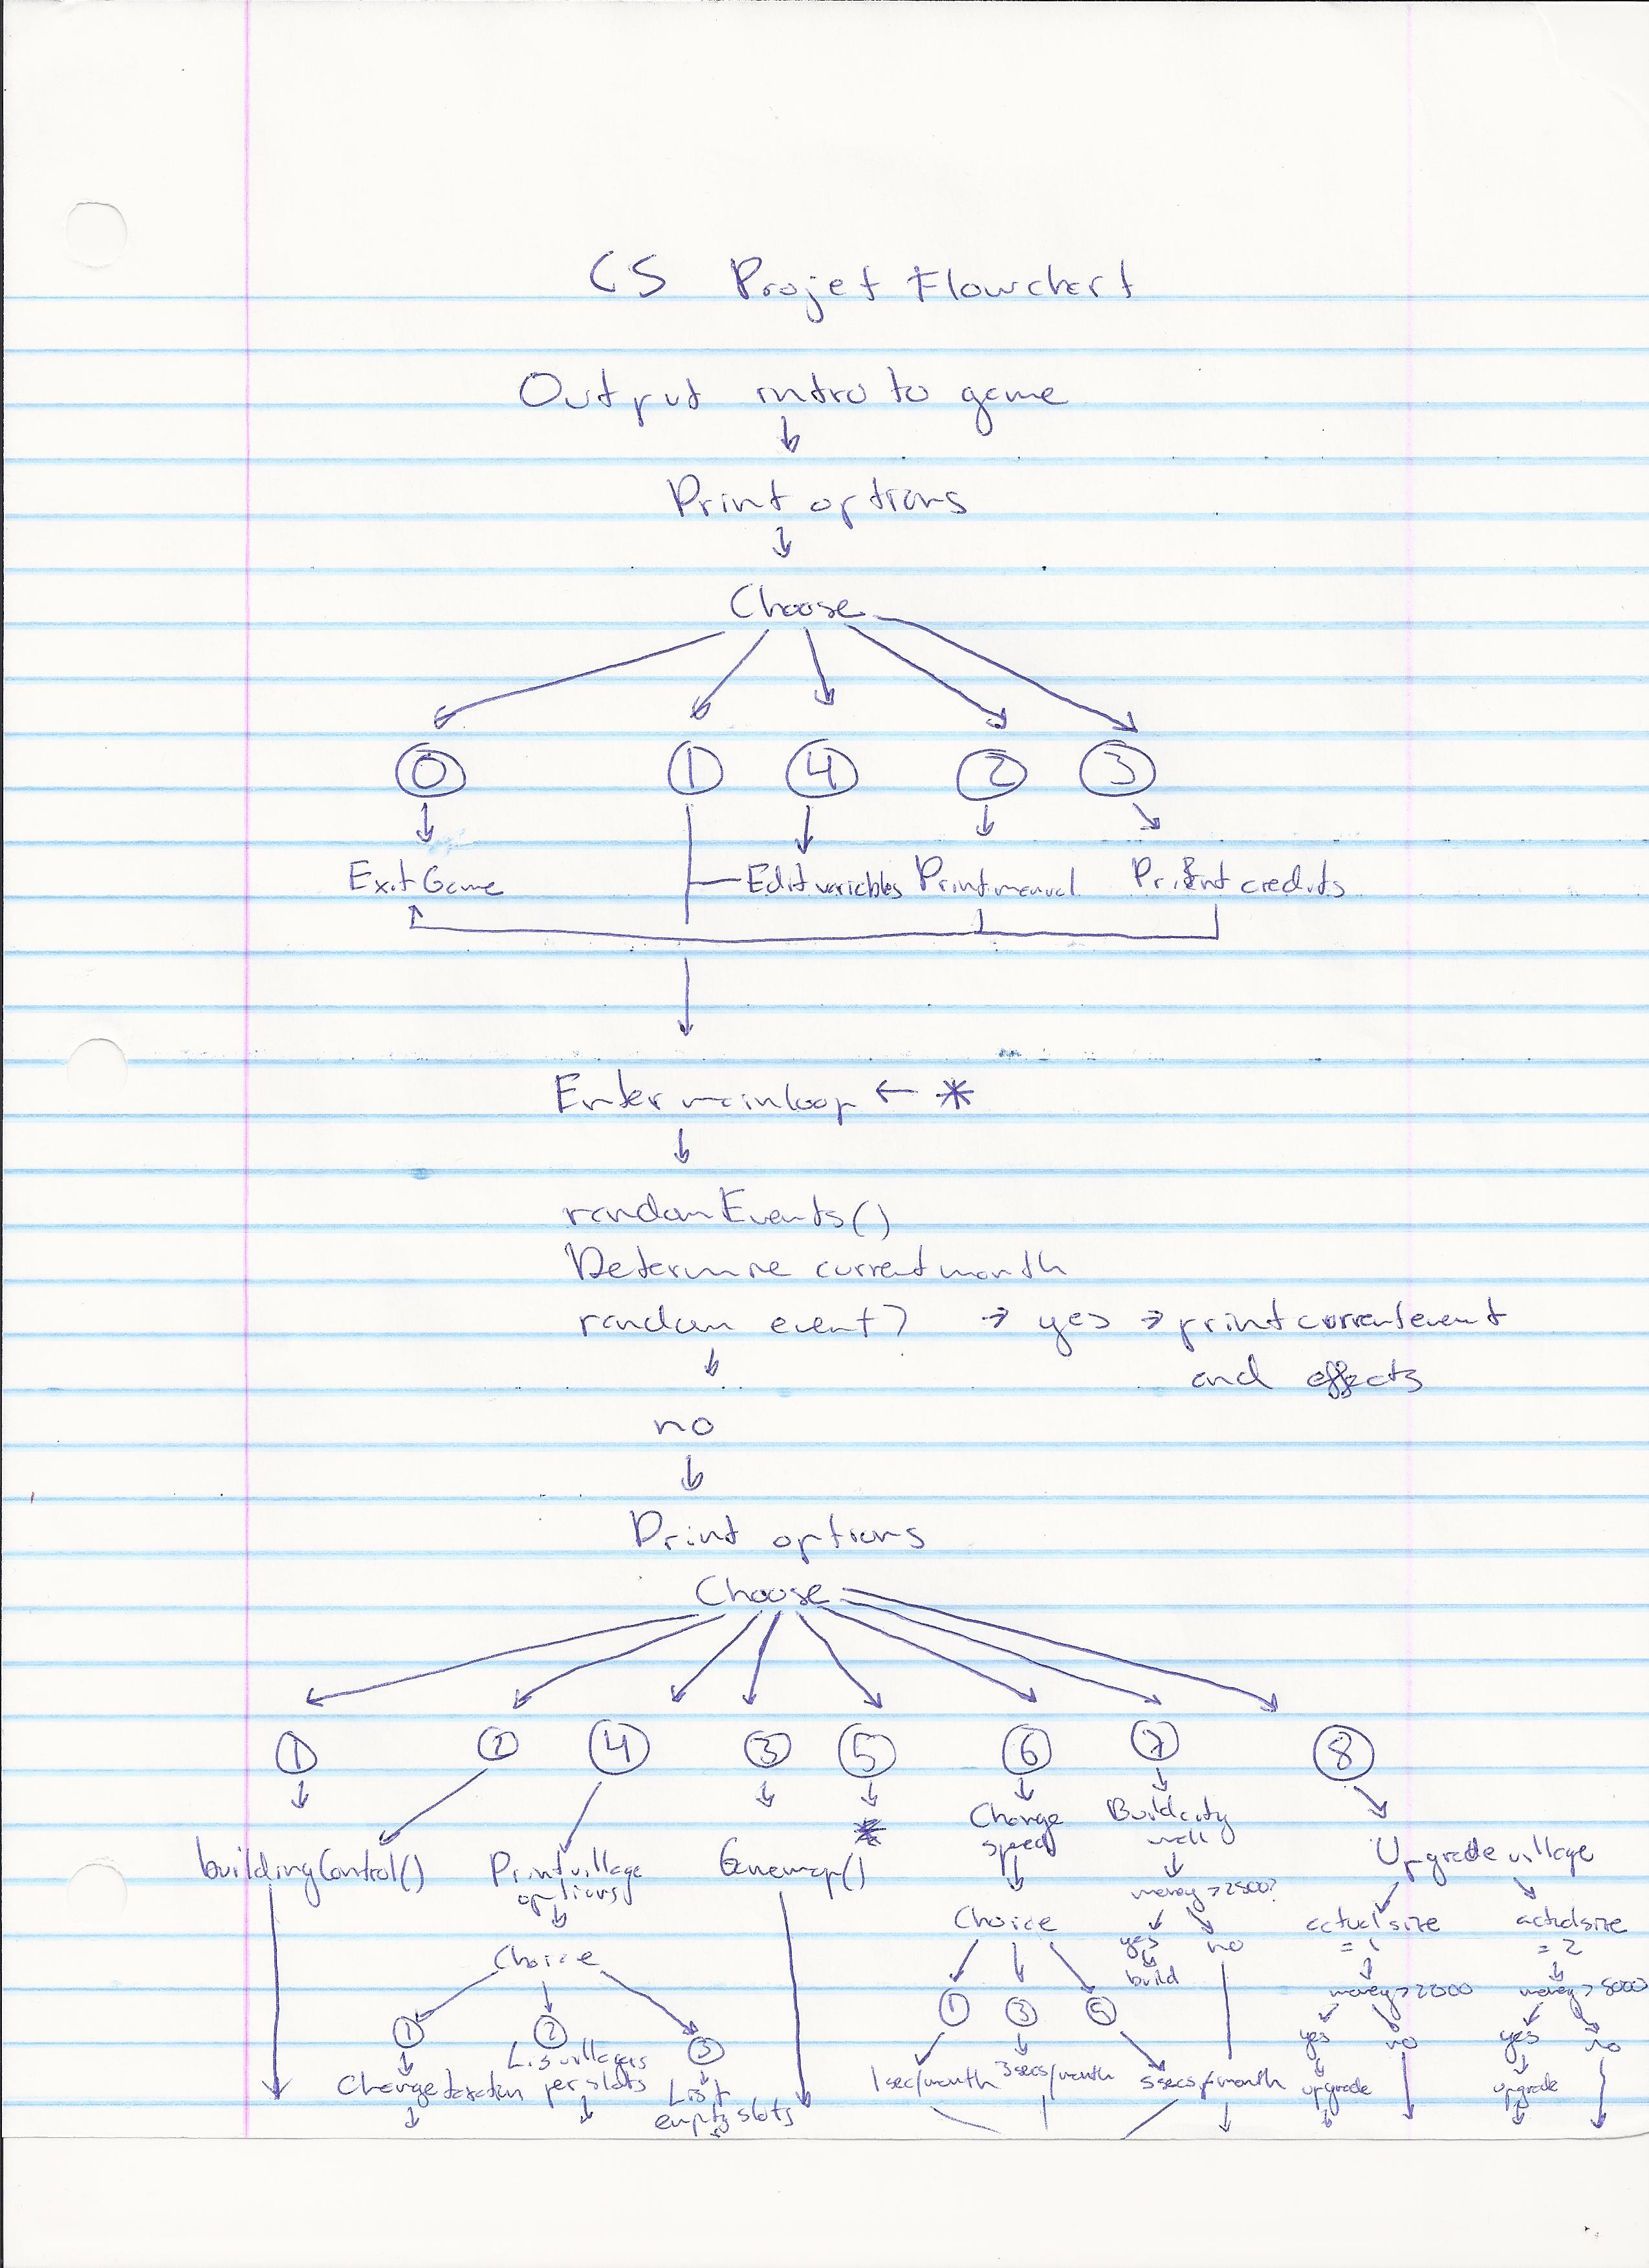 CS Projet Flowchart
Output intro to game
Print options
Choose
0 1 4 2 3
Exit Game Edit variables Print manual Print credits
Enter main loop ← *
randomEvents()
Determine current month
random event? → yes → print current event
and effects
no
Print options
Choose
1 2 4 3 5 6 7 8
buildingControl()
Print village
options
Choice
1 2 3
Change taxation
List villagers
per slots
List
empty slots
Gamemap()
*
Change
speed
Choice
1 3 5
1 sec/month 3 secs/month 5 secs/month
Build city
wall
money > 2500?
yes no
build
Upgrade village
actual size
= 1
money > 2000
yes no
upgrade
actual size
= 2
money > 5000
yes no
upgrade